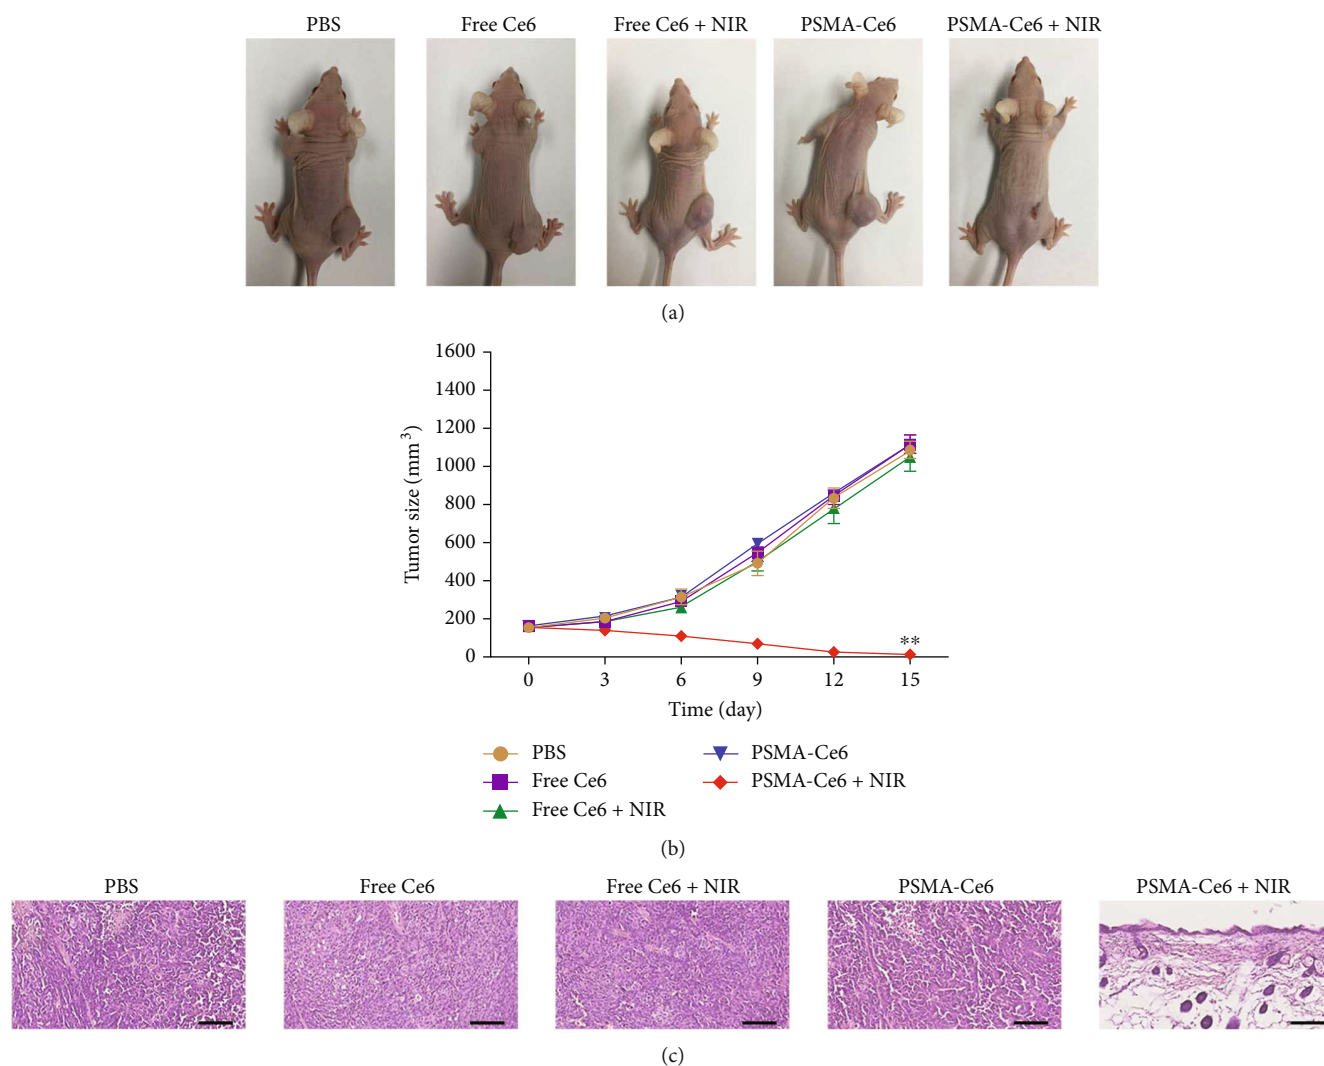 PBS Free Ce6 Free Ce6 + NIR PSMA-Ce6 PSMA-Ce6 + NIR
(a)
1600
1400
1200
1000
800
600
400
200
0
Tumor size (mm³)
**
0 3 6 9 12 15
Time (day)
PBS PSMA-Ce6
Free Ce6 PSMA-Ce6 + NIR
Free Ce6 + NIR
(b)
PBS Free Ce6 Free Ce6 + NIR PSMA-Ce6 PSMA-Ce6 + NIR
(c)